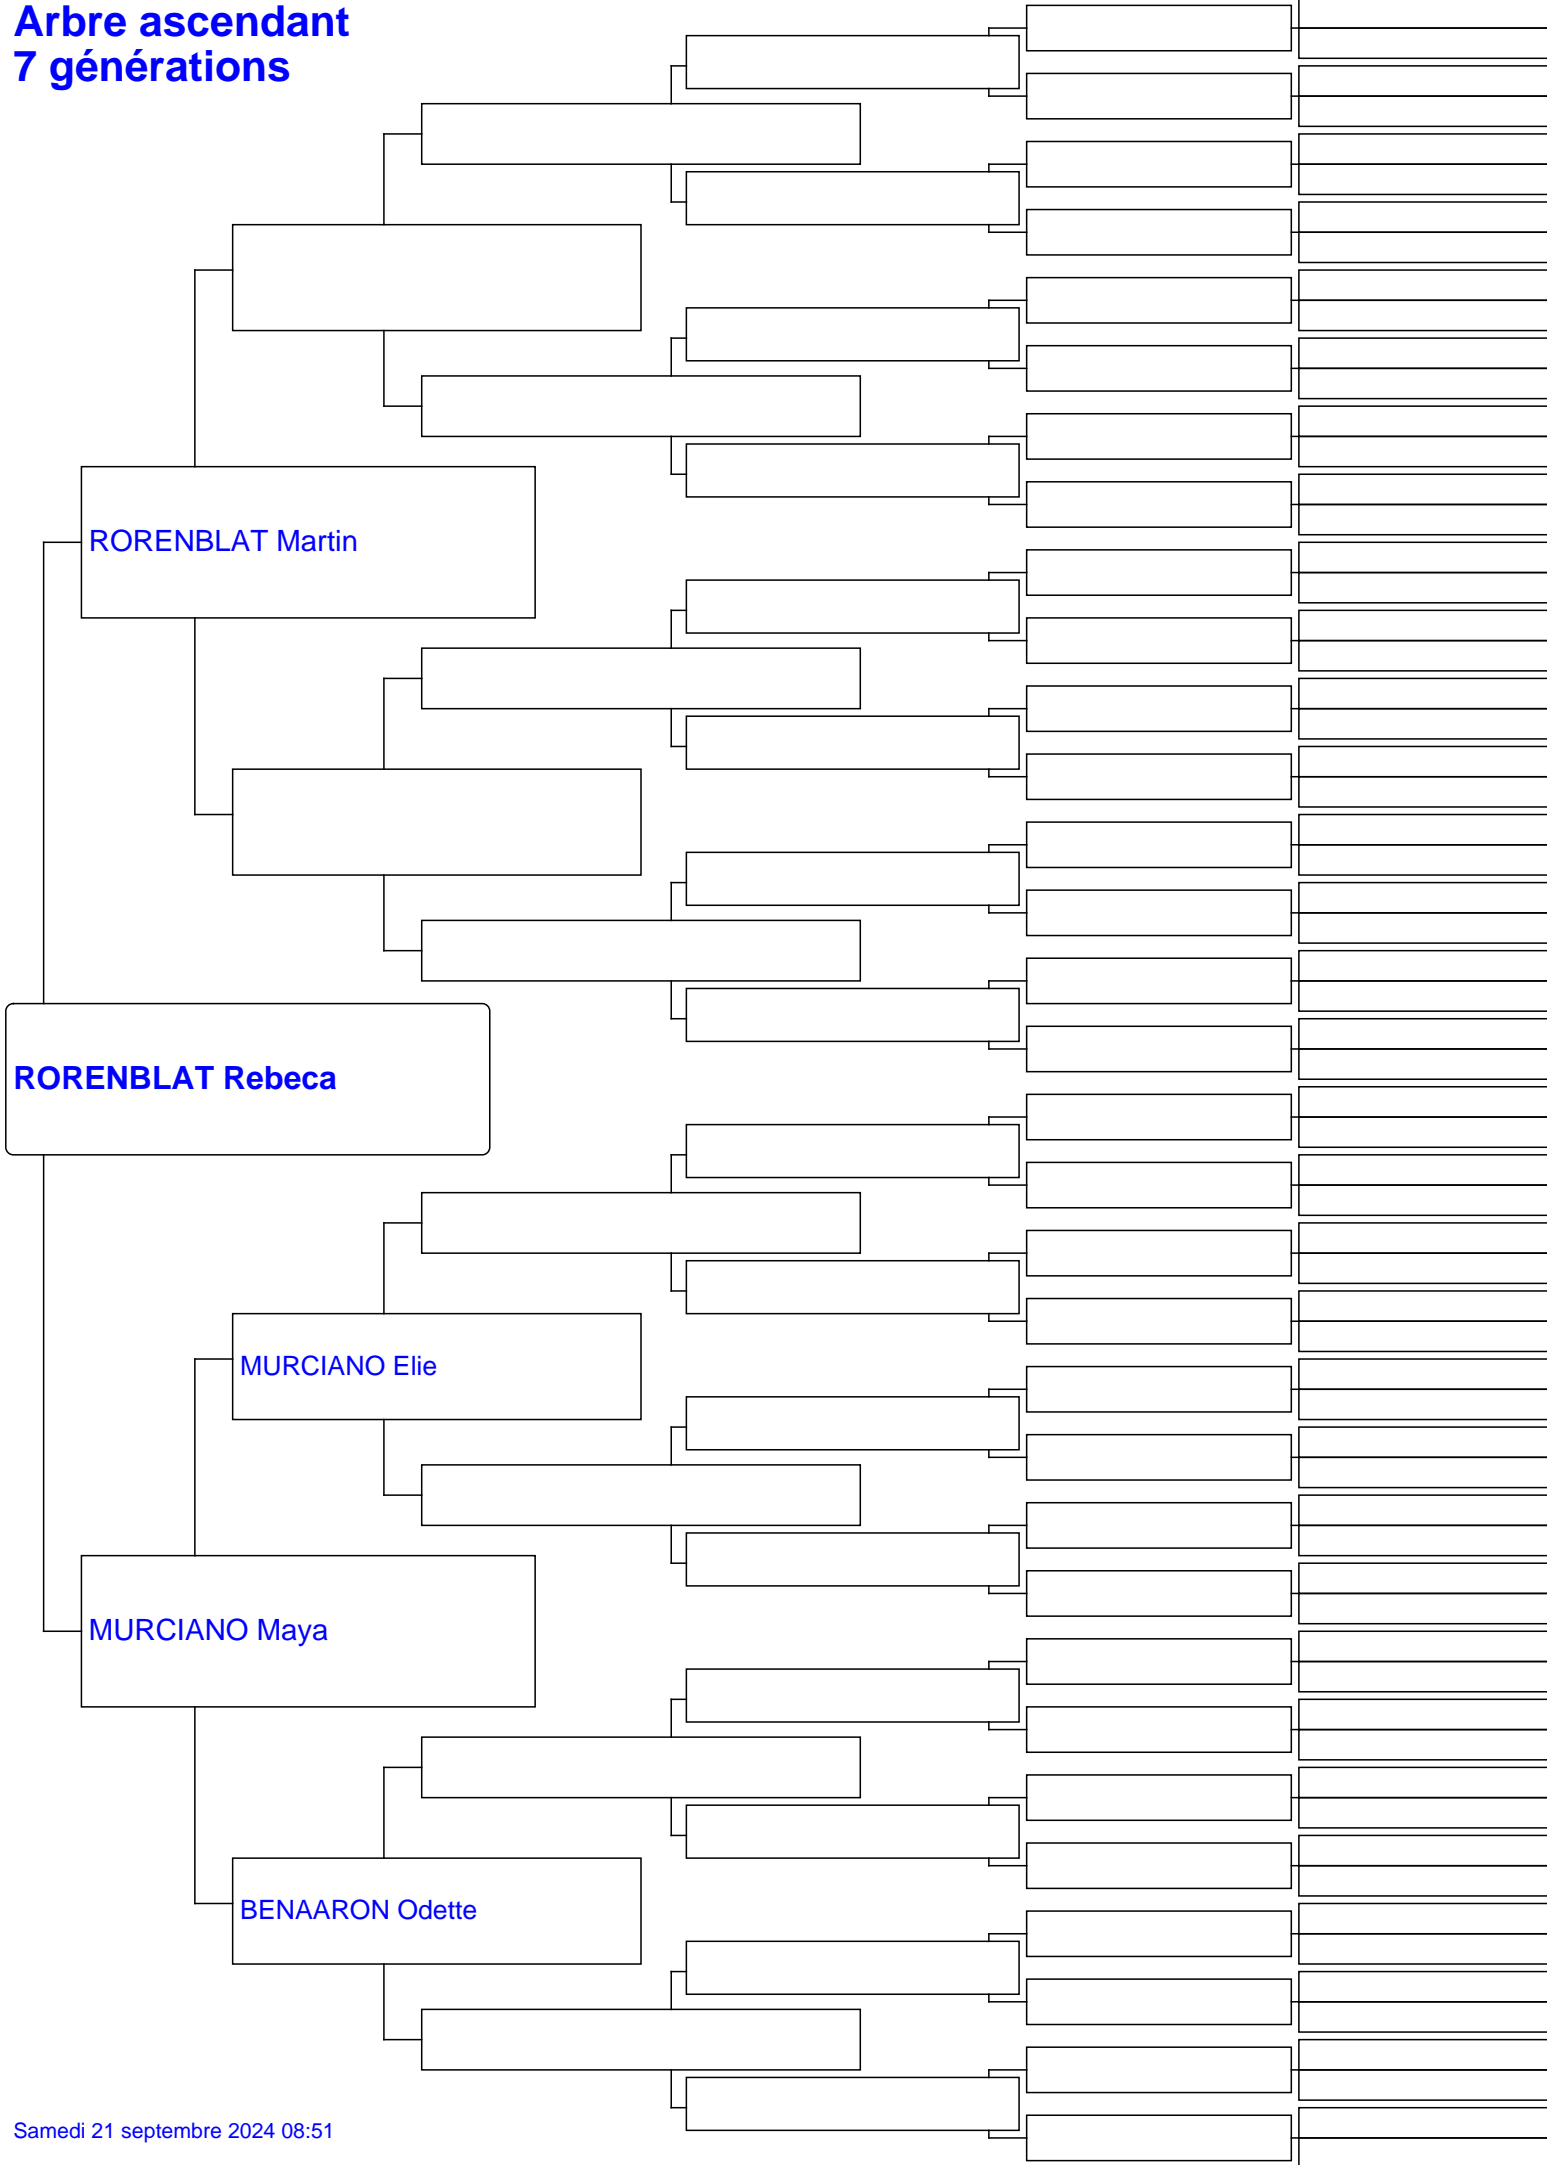 Arbre ascendant
7 générations
RORENBLAT Martin
RORENBLAT Rebeca
MURCIANO Elie
MURCIANO Maya
BENAARON Odette
Samedi 21 septembre 2024 08:51